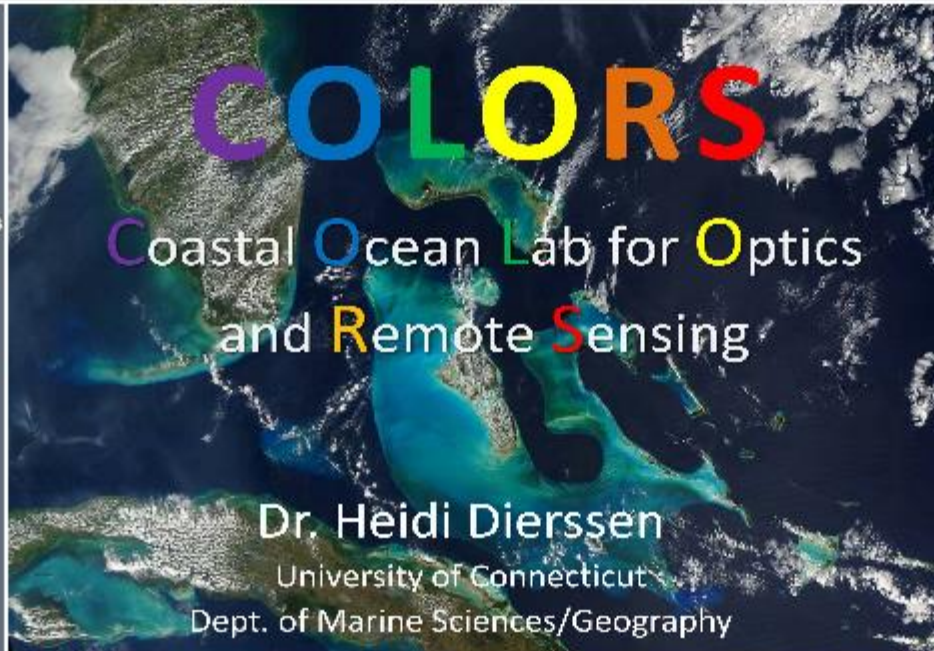 COLORS
Coastal Ocean Lab for Optics
and Remote Sensing
Dr. Heidi Dierssen
University of Connecticut
Dept. of Marine Sciences/Geography